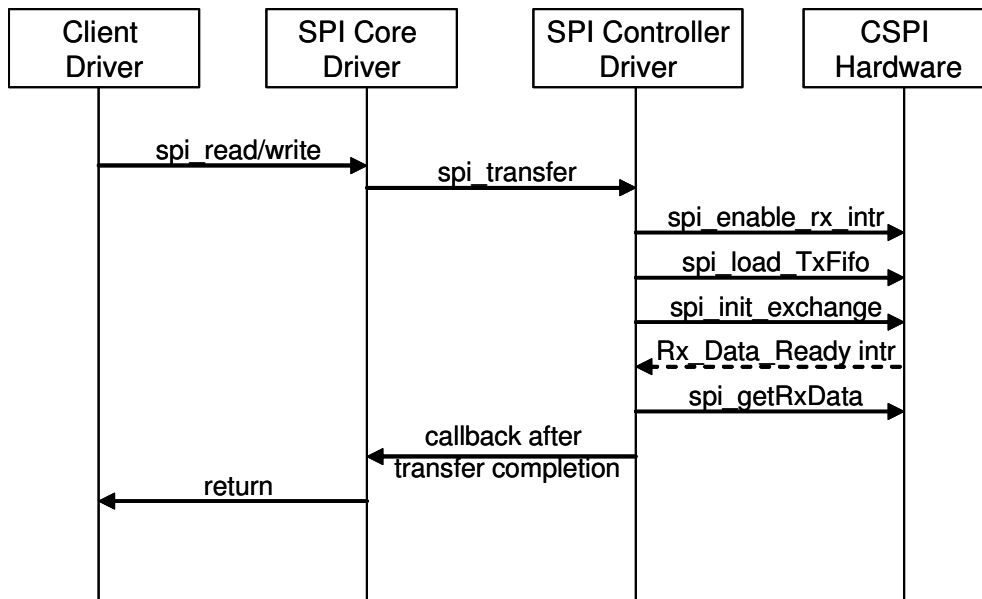 Client
Driver
SPI Core
Driver
SPI Controller
Driver
CSPI
Hardware
spi_read/write
spi_transfer
spi_enable_rx_intr
spi_load_TxFifo
spi_init_exchange
Rx_Data_Ready intr
spi_getRxData
callback after
transfer completion
return